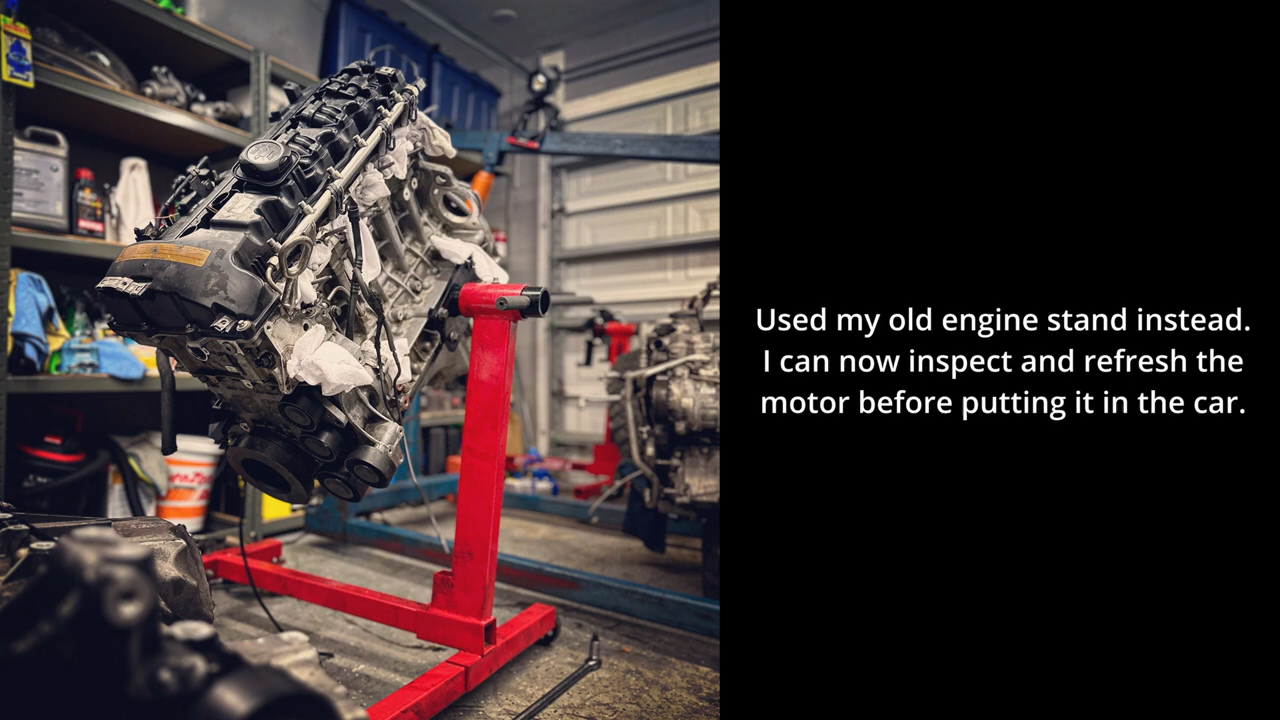 Used my old engine stand instead.
I can now inspect and refresh the
motor before putting it in the car.